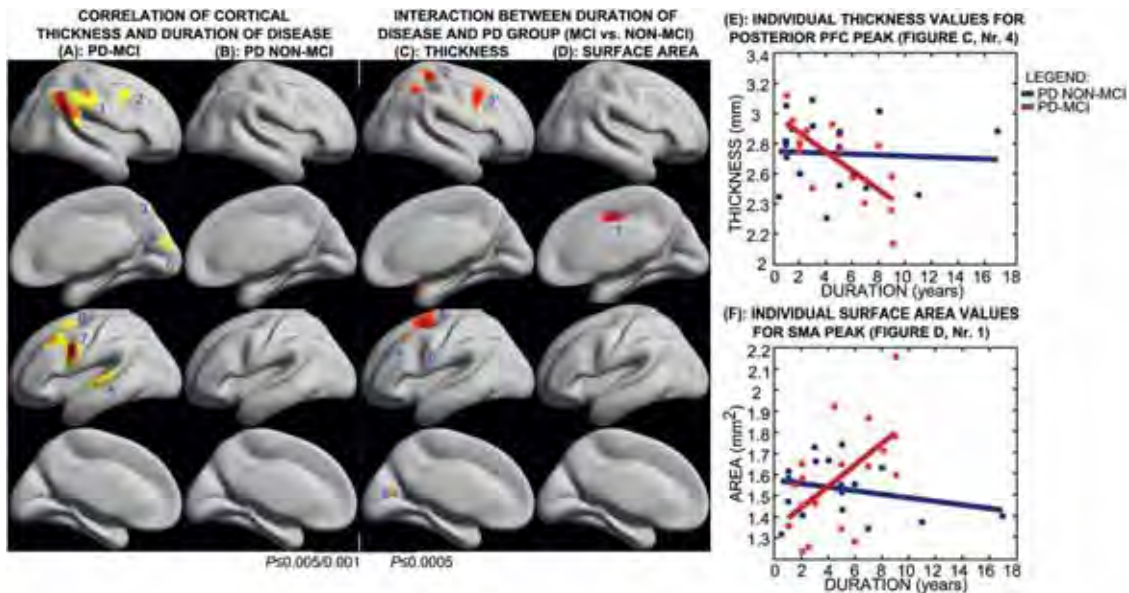 CORRELATION OF CORTICAL
THICKNESS AND DURATION OF DISEASE
(A): PD-MCI (B): PD NON-MCI
INTERACTION BETWEEN DURATION OF
DISEASE AND PD GROUP (MCI vs. NON-MCI)
(C): THICKNESS (D): SURFACE AREA
P≤0.005/0.001 P≤0.0005
(E): INDIVIDUAL THICKNESS VALUES FOR
POSTERIOR PFC PEAK (FIGURE C, Nr. 4)
THICKNESS (mm)
3.4
3.2
3
2.8
2.6
2.3
2.2
2
0 2 4 6 8 10 12 14 16 18
DURATION (years)
LEGEND:
PD NON-MCI
PD-MCI
(F): INDIVIDUAL SURFACE AREA VALUES
FOR SMA PEAK (FIGURE D, Nr. 1)
AREA (mm²)
2.2
2.1
2
1.9
1.8
1.7
1.6
1.5
1.4
1.3
0 2 4 6 8 10 12 14 16 18
DURATION (years)